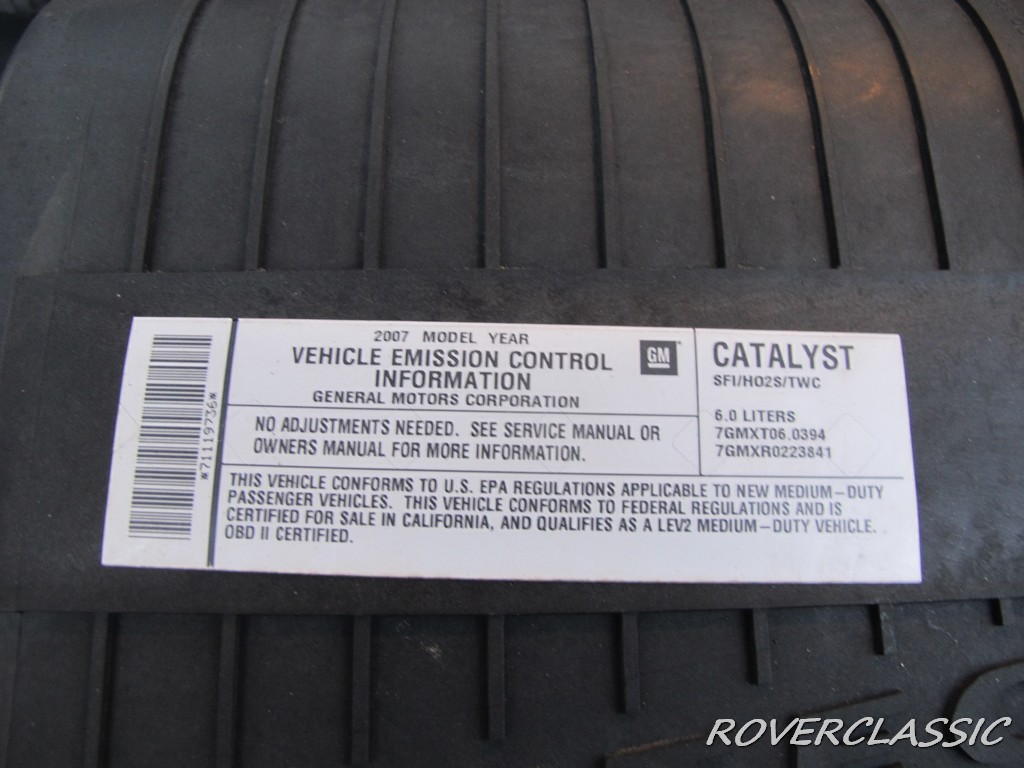 *71119736*
2007 MODEL YEAR
VEHICLE EMISSION CONTROL
INFORMATION
GENERAL MOTORS CORPORATION
GM
NO ADJUSTMENTS NEEDED. SEE SERVICE MANUAL OR
OWNERS MANUAL FOR MORE INFORMATION.
CATALYST
SFI/HO2S/TWC
6.0 LITERS
7GMXT06.0394
7GMXR0223841
THIS VEHICLE CONFORMS TO U.S. EPA REGULATIONS APPLICABLE TO NEW MEDIUM-DUTY
PASSENGER VEHICLES. THIS VEHICLE CONFORMS TO FEDERAL REGULATIONS AND IS
CERTIFIED FOR SALE IN CALIFORNIA, AND QUALIFIES AS A LEV2 MEDIUM-DUTY VEHICLE.
OBD II CERTIFIED.
ROVERCLASSIC